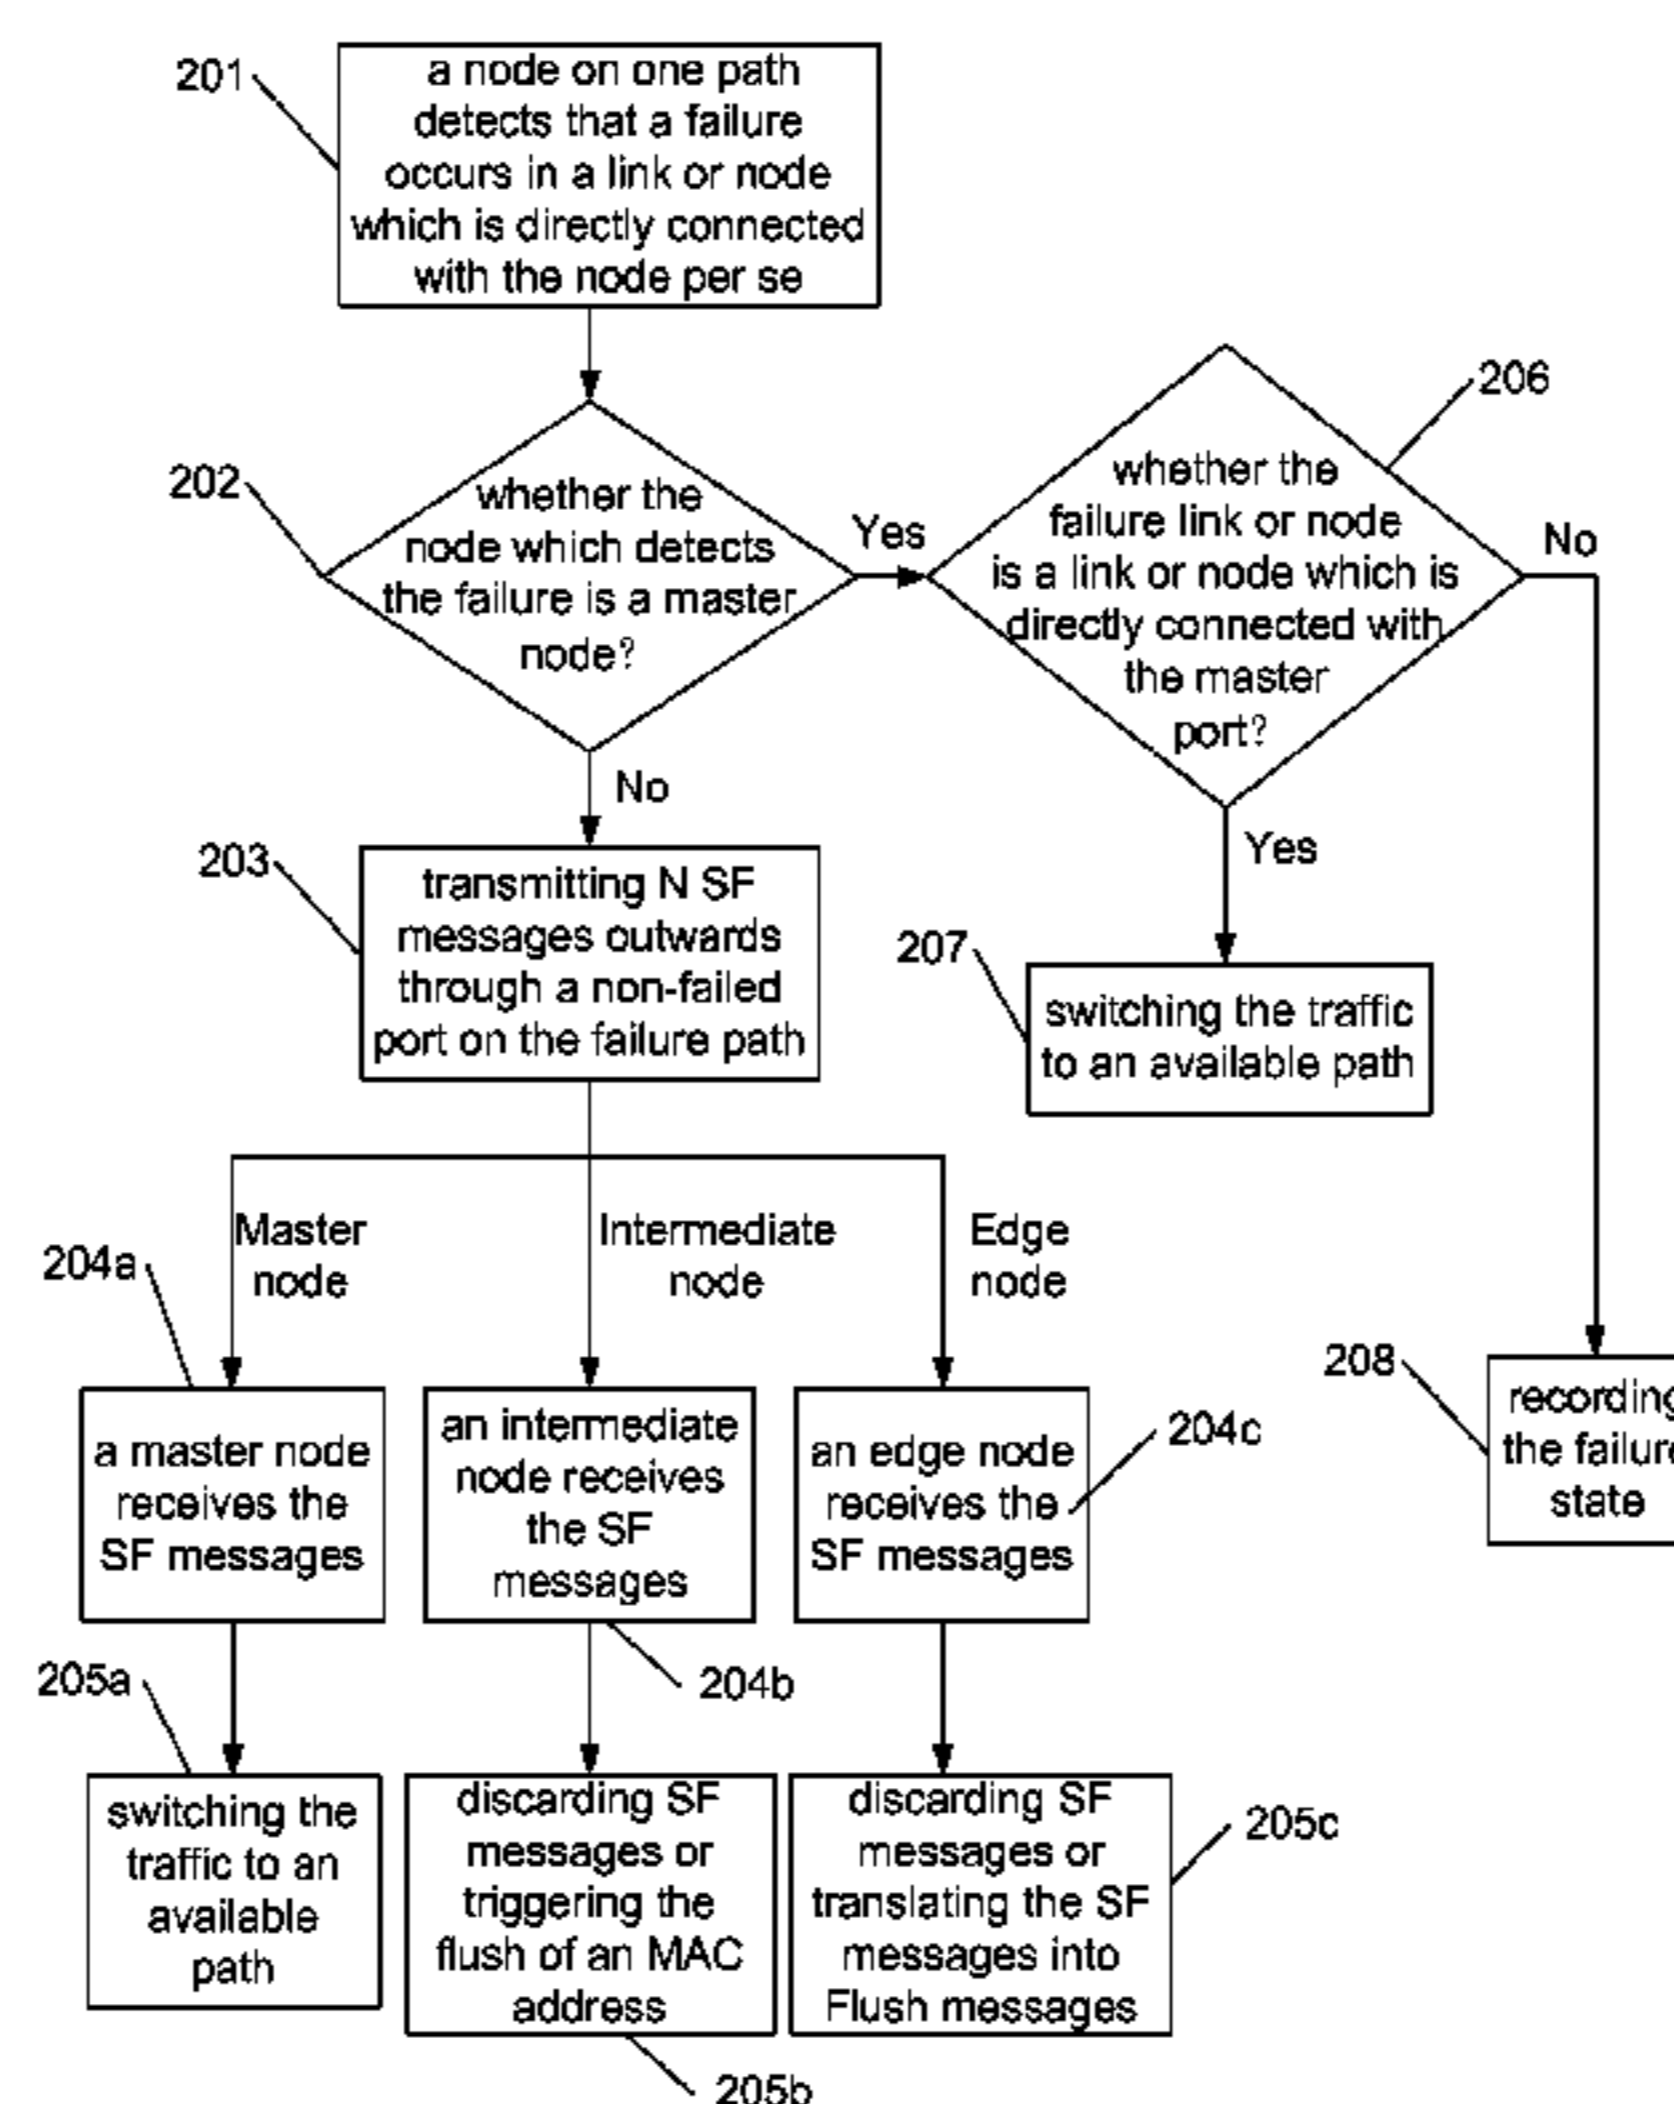 201
a node on one path
detects that a failure
occurs in a link or node
which is directly connected
with the node per se
202
whether the
node which detects
the failure is a master
node?
Yes
206
whether the
failure link or node
is a link or node which is
directly connected with
the master
port?
No
No
Yes
203
transmitting N SF
messages outwards
through a non-failed
port on the failure path
207
switching the traffic
to an available path
Master
node
Intermediate
node
Edge
node
204a
a master node
receives the
SF messages
an intermediate
node receives
the SF
messages
204b
an edge node
receives the
SF messages
204c
208
recording
the failure
state
205a
switching the
traffic to an
available
path
discarding SF
messages or
triggering the
flush of an MAC
address
205b
discarding SF
messages or
translating the SF
messages into
Flush messages
205c